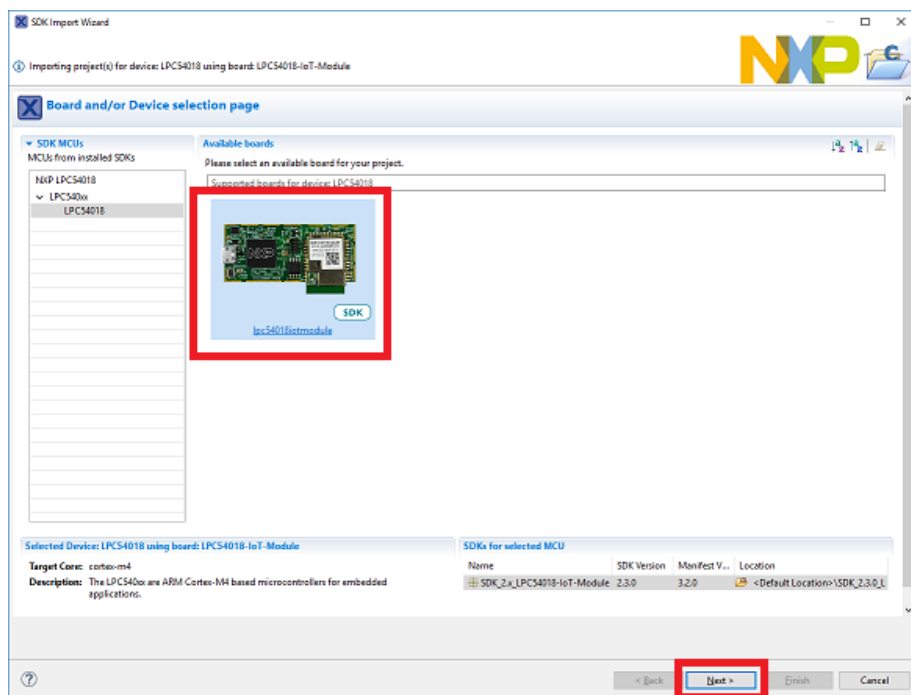 SDK Import Wizard
Importing project(s) for device: LPC54018 using board: LPC54018-IoT-Module
NXP
Board and/or Device selection page
SDK MCUs
MCUs from installed SDKs
NXP LPC54018
LPC540xx
LPC54018
Available boards
Please select an available board for your project.
Supported boards for device: LPC54018
NXP
SDK
lpc54018iotmodule
Selected Device: LPC54018 using board: LPC54018-IoT-Module
Target Core: cortex-m4
Description: The LPC540xx are ARM Cortex-M4 based microcontrollers for embedded
applications.
SDKs for selected MCU
Name SDK Version Manifest V... Location
SDK_2.x_LPC54018-IoT-Module 2.3.0 3.2.0 <Default Location>\SDK_2.3.0_L
? < Back Next > Finish Cancel